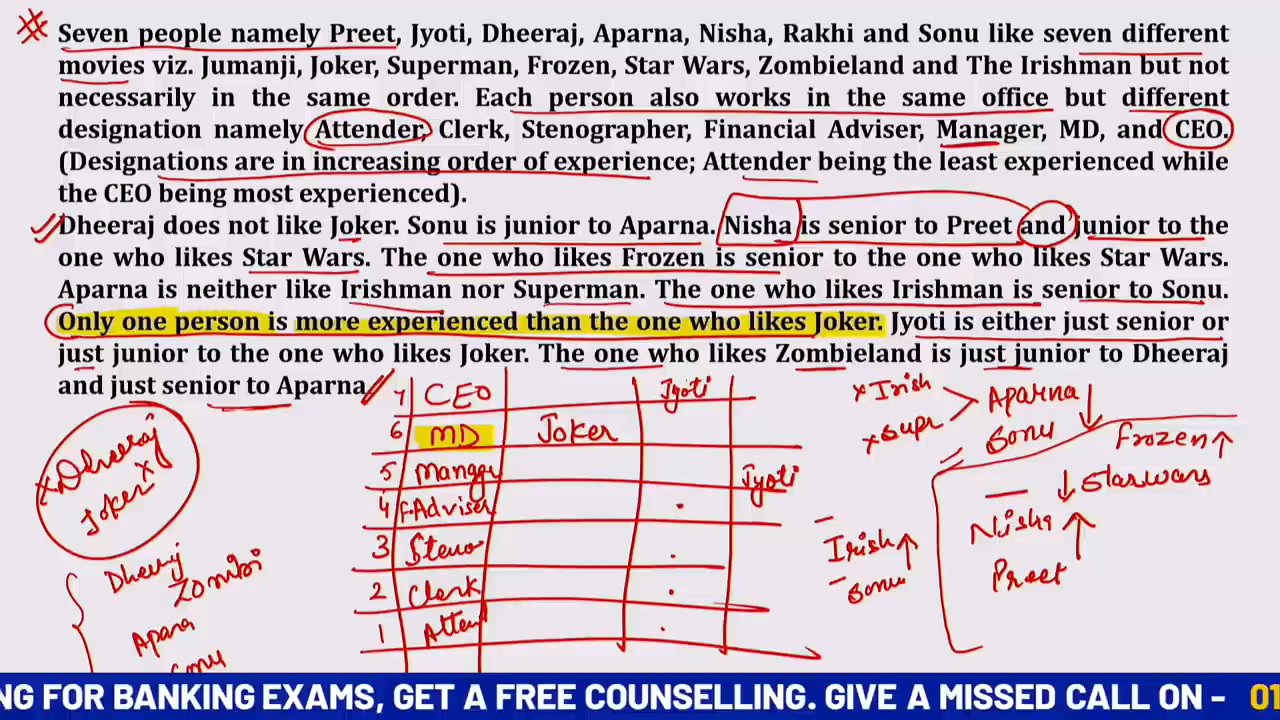 Seven people namely Preet, Jyoti, Dheeraj, Aparna, Nisha, Rakhi and Sonu like seven different
movies viz. Jumanji, Joker, Superman, Frozen, Star Wars, Zombieland and The Irishman but not
necessarily in the same order. Each person also works in the same office but different
designation namely Attender, Clerk, Stenographer, Financial Adviser, Manager, MD, and CEO.
(Designations are in increasing order of experience; Attender being the least experienced while
the CEO being most experienced).
Dheeraj does not like Joker. Sonu is junior to Aparna. Nisha is senior to Preet and junior to the
one who likes Star Wars. The one who likes Frozen is senior to the one who likes Star Wars.
Aparna is neither like Irishman nor Superman. The one who likes Irishman is senior to Sonu.
Only one person is more experienced than the one who likes Joker. Jyoti is either just senior or
just junior to the one who likes Joker. The one who likes Zombieland is just junior to Dheeraj
and just senior to Aparna
7 CEO Jyoti
6 MD Joker
5 Manager Jyoti
4 F.Adviser
3 Steno
2 Clerk
1 Atten
x Dheeraj
Joker x
Dheeraj
Zombi
Apara
Sonu
x Irish
x Supr
Aparna ↓
Sonu
Frozen ↑
↓ Starwars
Nisha ↑
Preet
Irish ↑
Sonu
NG FOR BANKING EXAMS, GET A FREE COUNSELLING. GIVE A MISSED CALL ON - 01